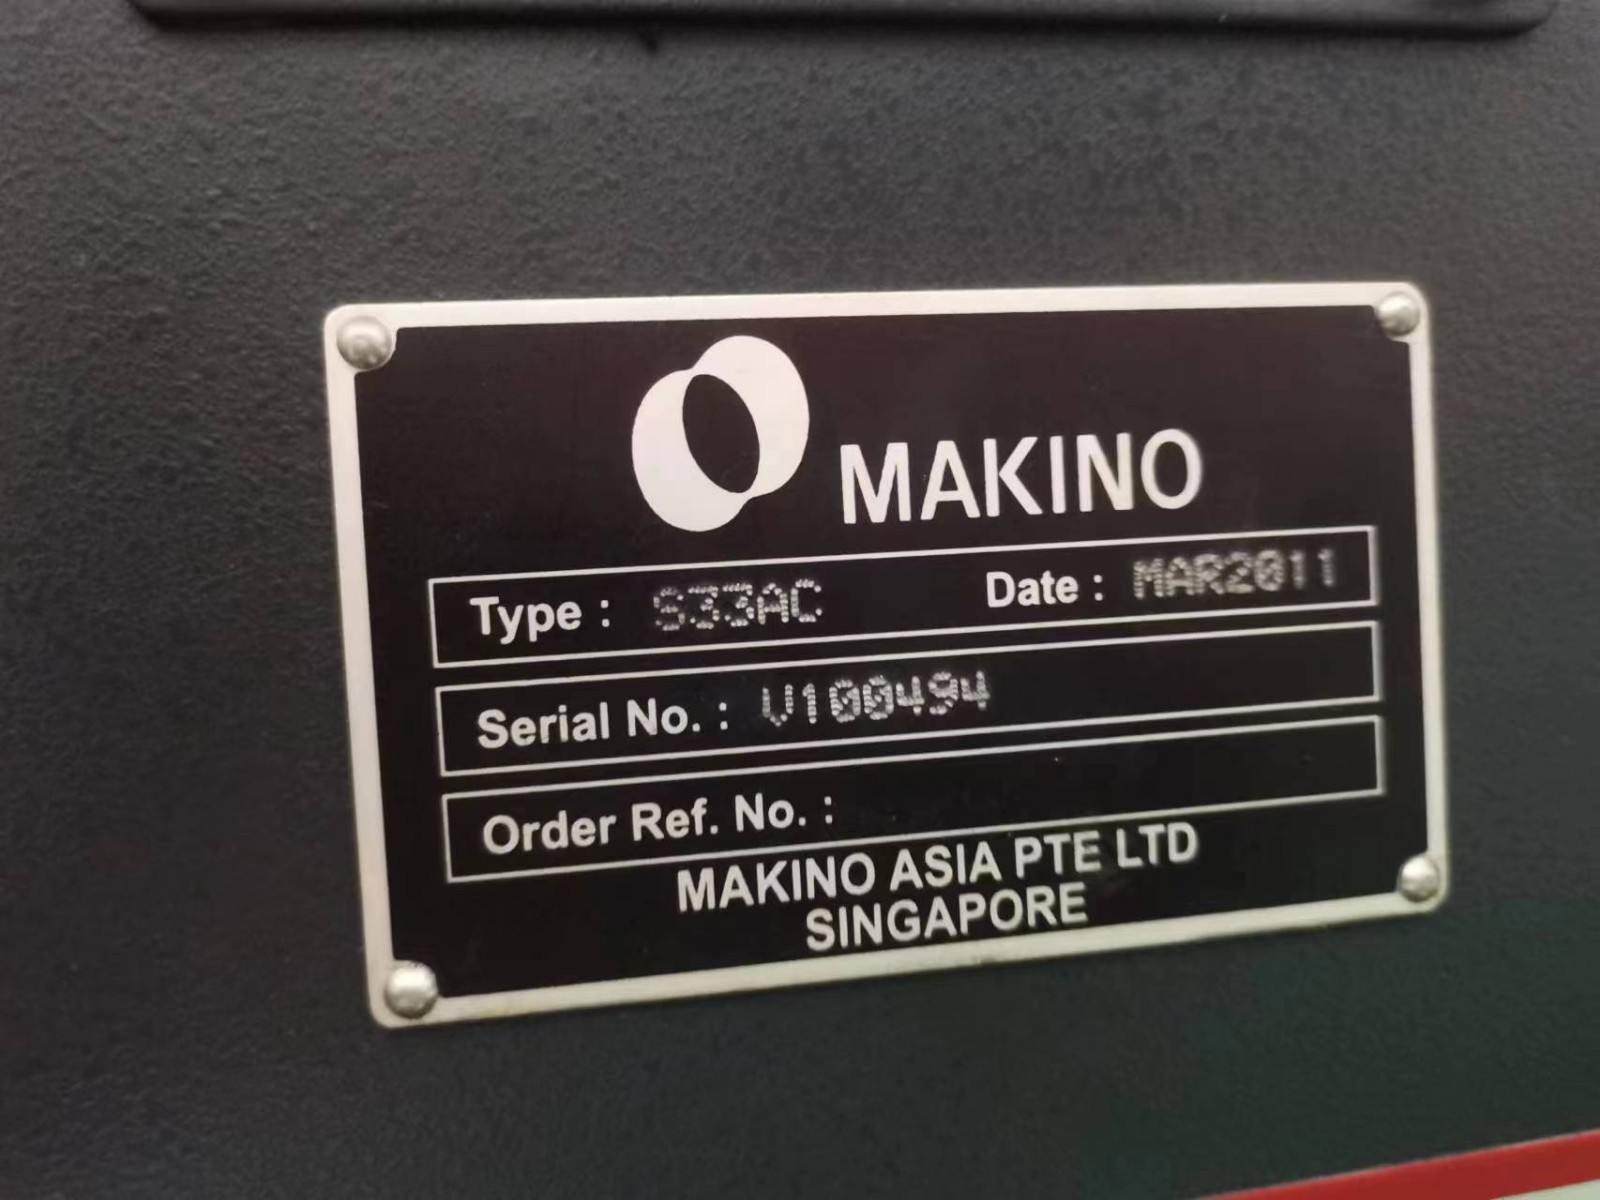 MAKINO
Type : S33AC Date : MAR2011
Serial No. : V100494
Order Ref. No. :
MAKINO ASIA PTE LTD
SINGAPORE